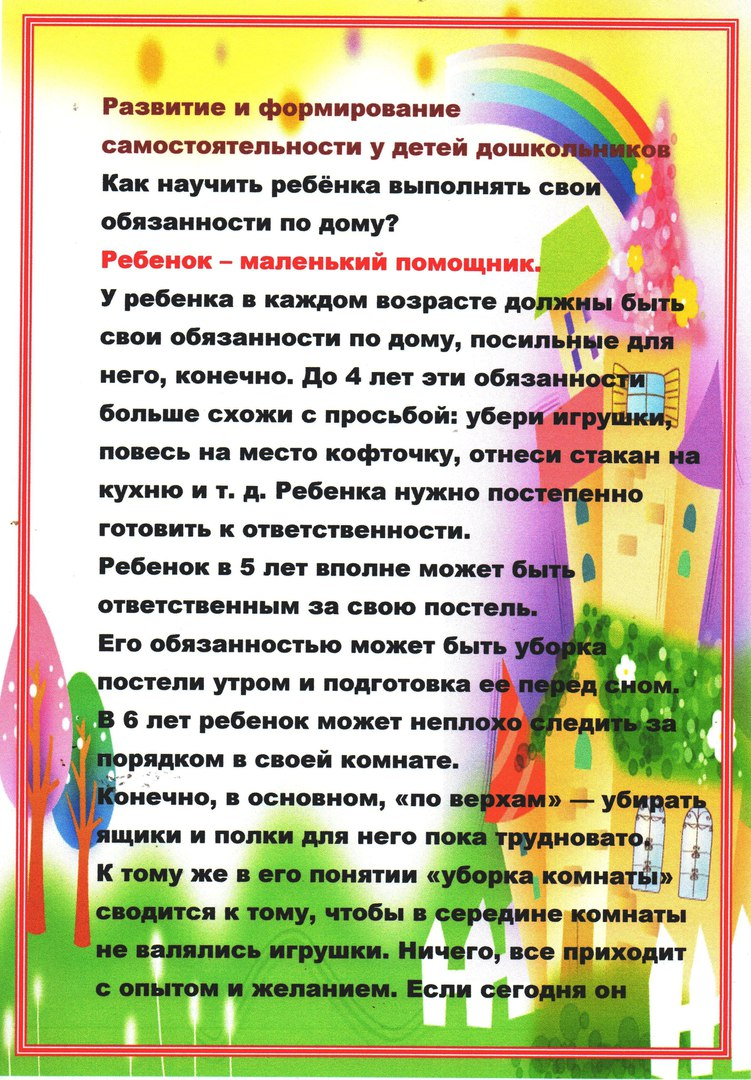 Развитие и формирование
самостоятельности у детей дошкольников
Как научить ребёнка выполнять свои
обязанности по дому?
Ребенок – маленький помощник.
У ребенка в каждом возрасте должны быть
свои обязанности по дому, посильные для
него, конечно. До 4 лет эти обязанности
больше схожи с просьбой: убери игрушки,
повесь на место кофточку, отнеси стакан на
кухню и т. д. Ребенка нужно постепенно
готовить к ответственности.
Ребенок в 5 лет вполне может быть
ответственным за свою постель.
Его обязанностью может быть уборка
постели утром и подготовка ее перед сном.
В 6 лет ребенок может неплохо следить за
порядком в своей комнате.
Конечно, в основном, «по верхам» — убирать
ящики и полки для него пока трудновато.
К тому же в его понятии «уборка комнаты»
сводится к тому, чтобы в середине комнаты
не валялись игрушки. Ничего, все приходит
с опытом и желанием. Если сегодня он